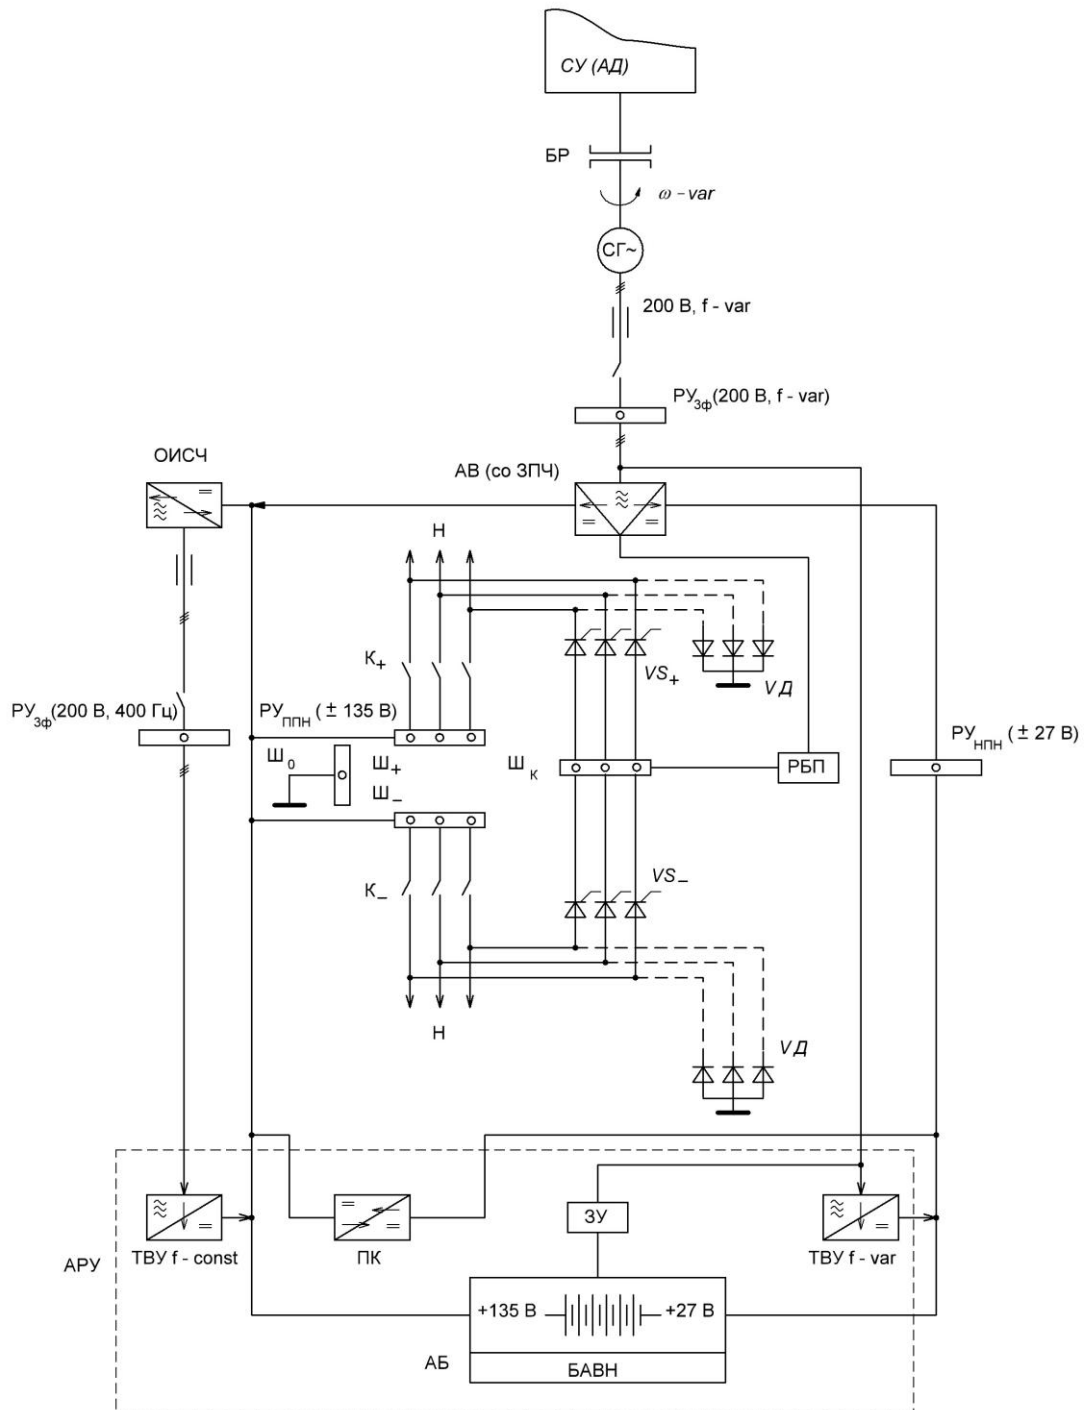 СУ (АД)
БР
ω – var
СГ~
200 В, f - var
РУ3ф(200 В, f - var)
ОИСЧ
АВ (со ЗПЧ)
Н
К+
VS+
VД
РУ3ф(200 В, 400 Гц)
РУППН ( ± 135 В)
РУНПН ( ± 27 В)
Ш0
Ш+
Ш–
ШК
РБП
К–
VS–
Н
VД
ЗУ
ТВУ f - const
ПК
ТВУ f - var
АРУ
+135 В
+27 В
АБ
БАВН